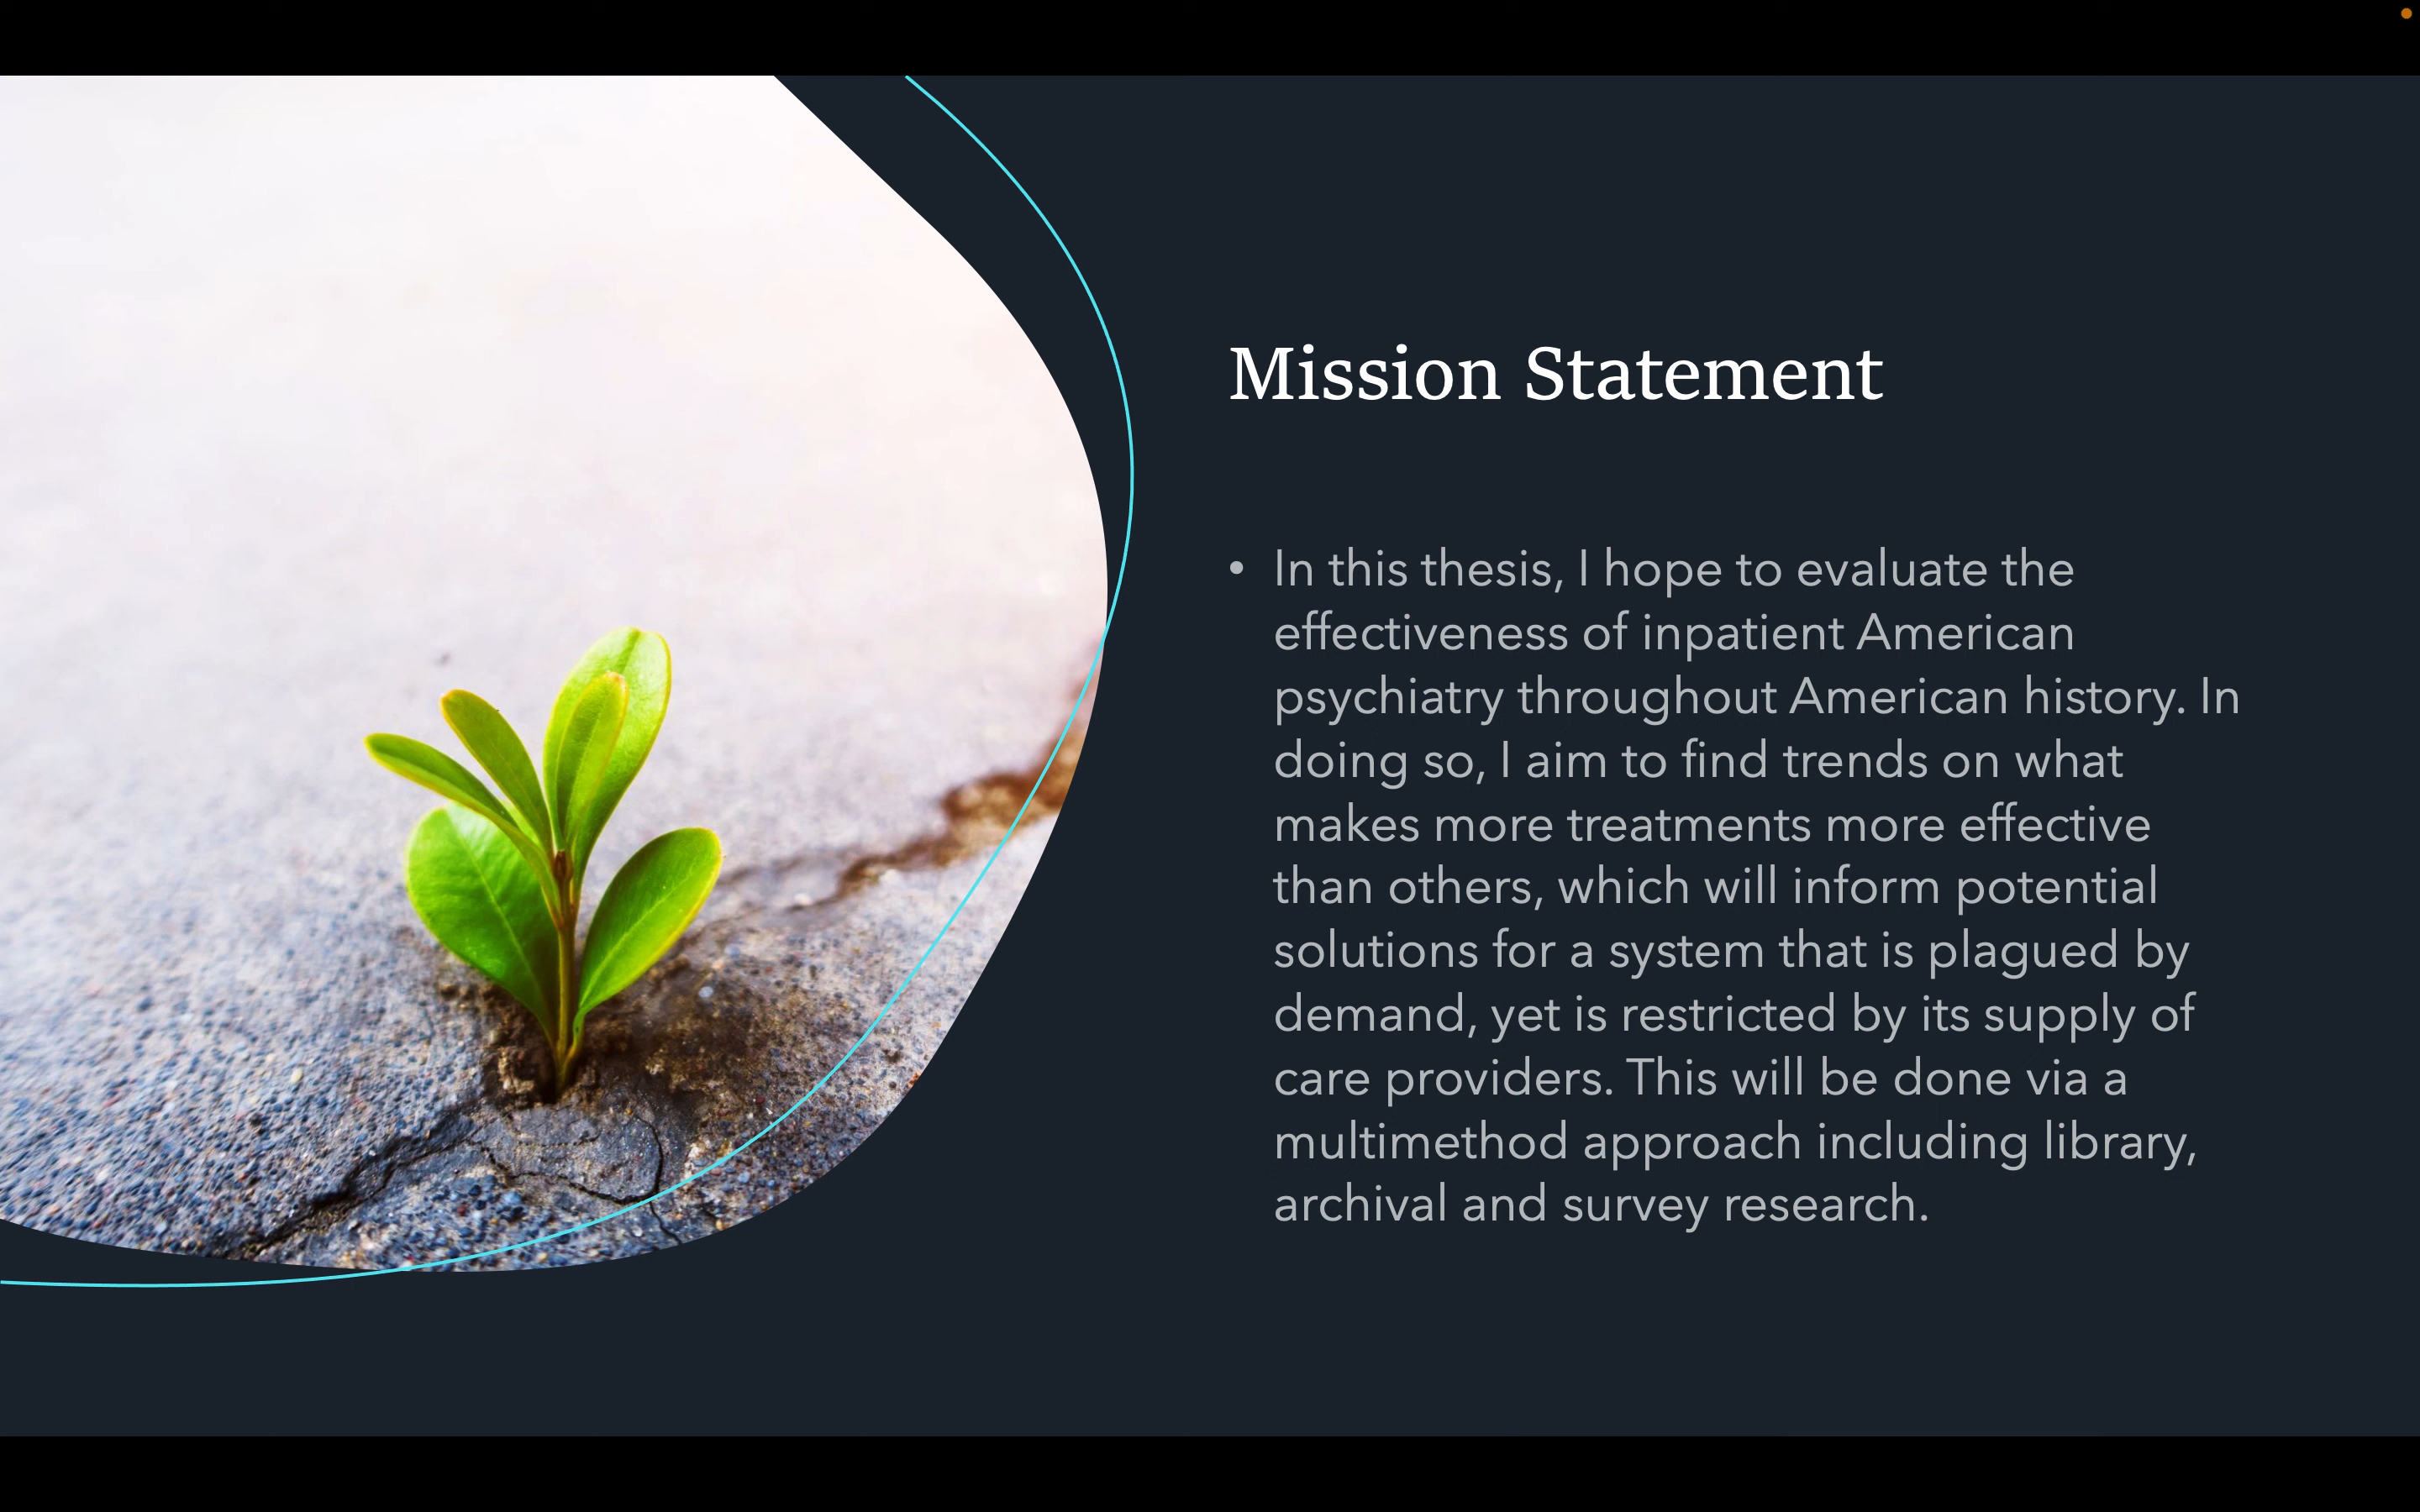 Mission Statement
• In this thesis, I hope to evaluate the
effectiveness of inpatient American
psychiatry throughout American history. In
doing so, I aim to find trends on what
makes more treatments more effective
than others, which will inform potential
solutions for a system that is plagued by
demand, yet is restricted by its supply of
care providers. This will be done via a
multimethod approach including library,
archival and survey research.